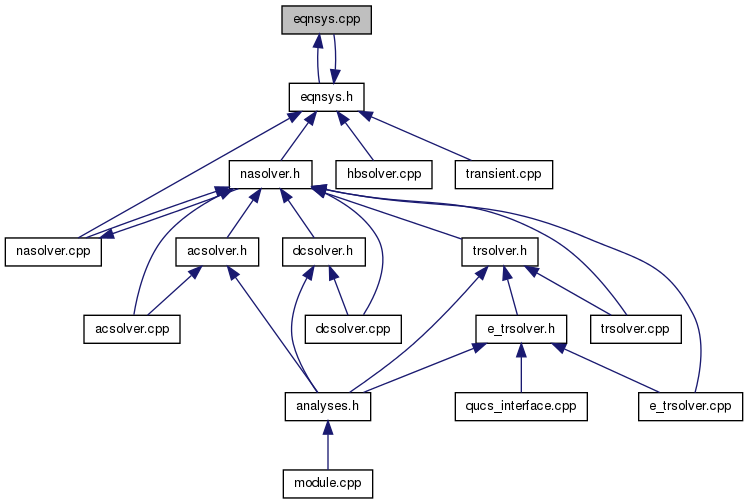 eqnsys.cpp
eqnsys.h
nasolver.h
hbsolver.cpp
transient.cpp
nasolver.cpp
acsolver.h
dcsolver.h
trsolver.h
acsolver.cpp
dcsolver.cpp
e_trsolver.h
trsolver.cpp
analyses.h
qucs_interface.cpp
e_trsolver.cpp
module.cpp